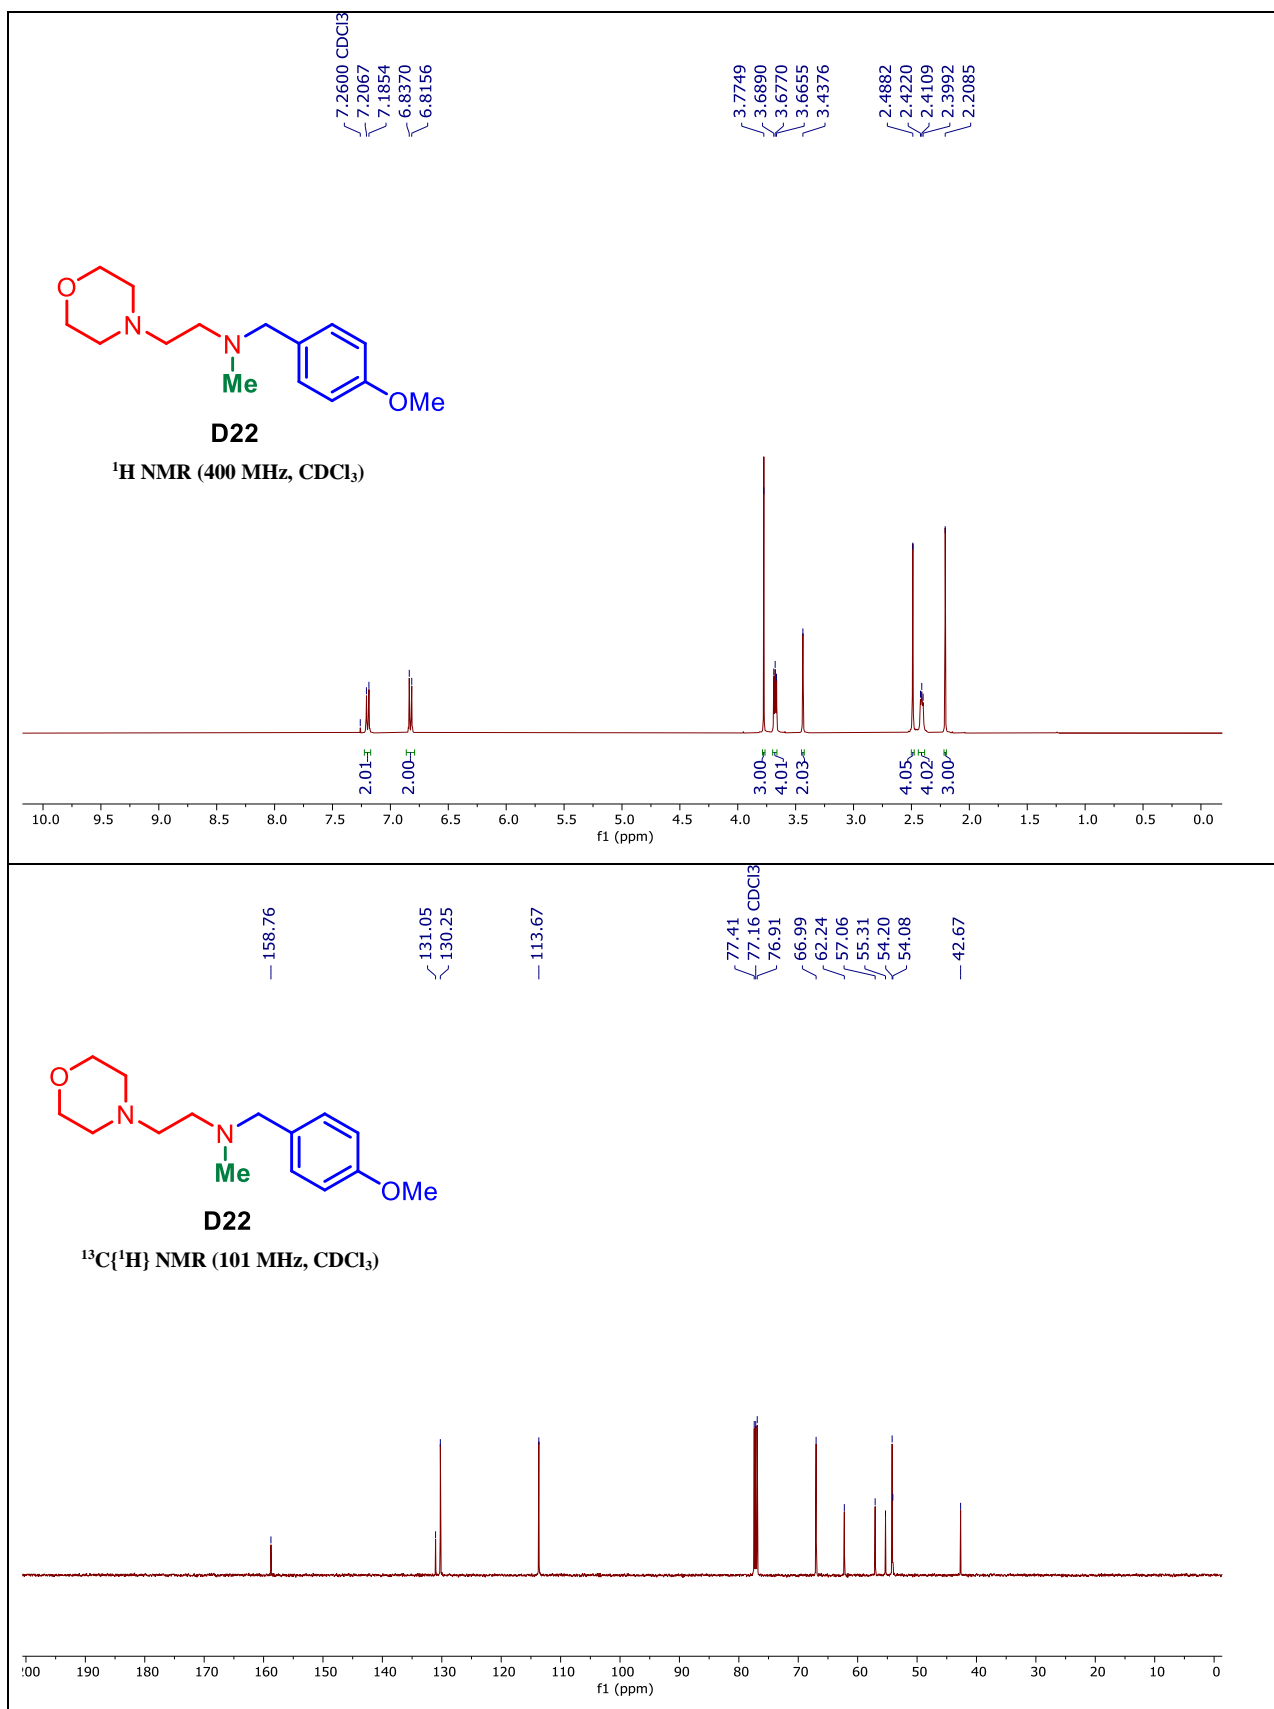 7.2600 CDCl3
7.2067
7.1854
6.8370
6.8156
3.7749
3.6890
3.6770
3.6655
3.4376
2.4882
2.4220
2.4109
2.3992
2.2085
O
N
N
Me
OMe
D22
¹H NMR (400 MHz, CDCl₃)
2.01
2.00
3.00
4.01
2.03
4.05
4.02
3.00
10.0 9.5 9.0 8.5 8.0 7.5 7.0 6.5 6.0 5.5 5.0 4.5 4.0 3.5 3.0 2.5 2.0 1.5 1.0 0.5 0.0
f1 (ppm)
158.76
131.05
130.25
113.67
77.41
77.16 CDCl3
76.91
66.99
62.24
57.06
55.31
54.20
54.08
42.67
O
N
N
Me
OMe
D22
¹³C{¹H} NMR (101 MHz, CDCl₃)
200 190 180 170 160 150 140 130 120 110 100 90 80 70 60 50 40 30 20 10 0
f1 (ppm)